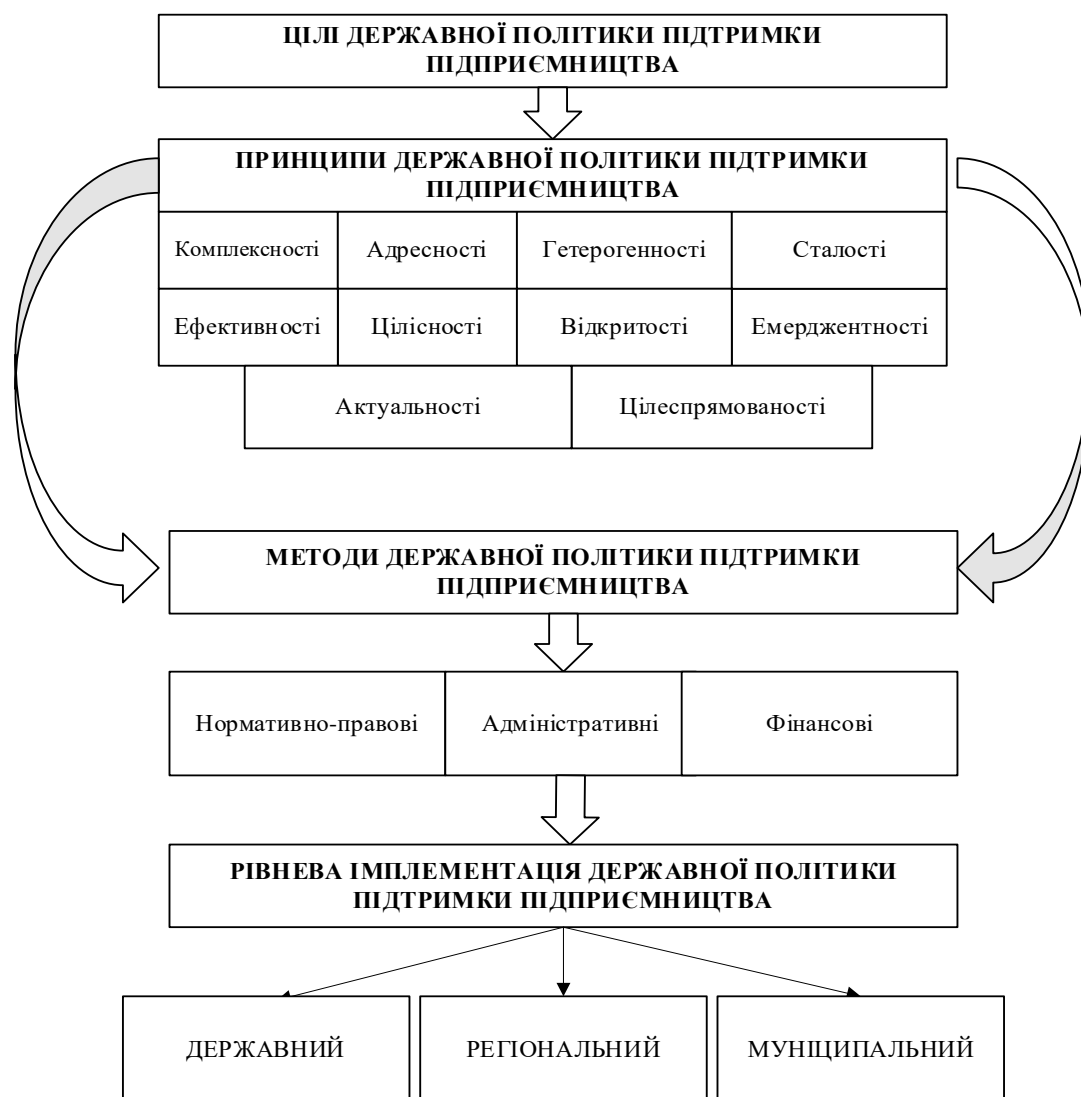 ЦІЛІ ДЕРЖАВНОЇ ПОЛІТИКИ ПІДТРИМКИ
ПІДПРИЄМНИЦТВА
ПРИНЦИПИ ДЕРЖАВНОЇ ПОЛІТИКИ ПІДТРИМКИ
ПІДПРИЄМНИЦТВА
Комплексності
Адресності
Гетерогенності
Сталості
Ефективності
Цілісності
Відкритості
Емерджентності
Актуальності
Цілеспрямованості
МЕТОДИ ДЕРЖАВНОЇ ПОЛІТИКИ ПІДТРИМКИ
ПІДПРИЄМНИЦТВА
Нормативно-правові
Адміністративні
Фінансові
РІВНЕВА ІМПЛЕМЕНТАЦІЯ ДЕРЖАВНОЇ ПОЛІТИКИ
ПІДТРИМКИ ПІДПРИЄМНИЦТВА
ДЕРЖАВНИЙ
РЕГІОНАЛЬНИЙ
МУНІЦИПАЛЬНИЙ